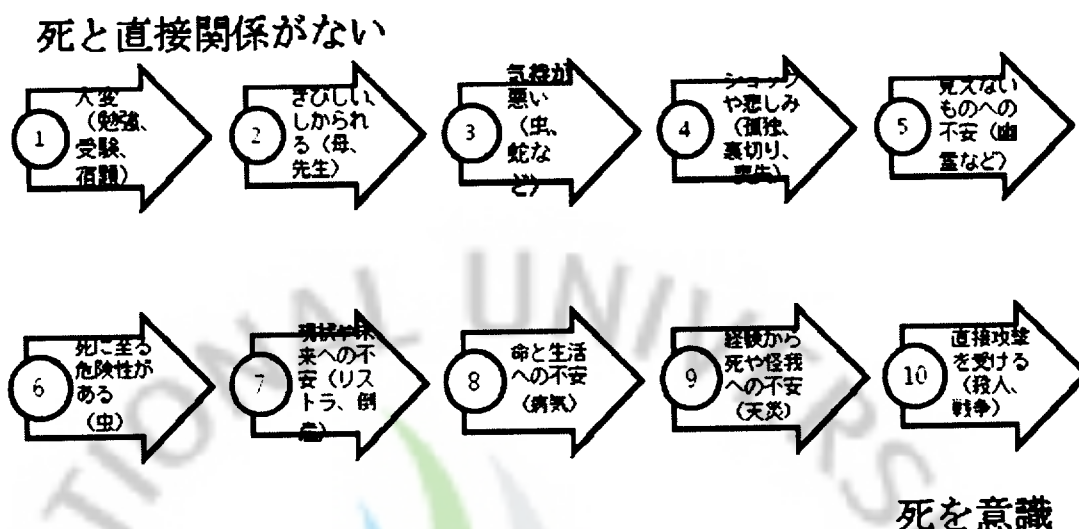 死と直接関係がない
1
大変
（勉強、
受験、
宿題）
2
さびしい、
しかられ
る（母、
先生）
3
気持が
悪い
（虫、
蛇な
ど）
4
ショック
や悲しみ
（孤独、
裏切り、
喪失）
5
見えない
ものへの
不安（幽
霊など）
6
死に至る
危険性が
ある
（虫）
7
現状や未
来への不
安（リス
トラ、倒
産）
8
命と生活
への不安
（病気）
9
経験から
死や怪我
への不安
（天災）
10
直接攻撃
を受ける
（殺人、
戦争）
TIONAL UNIVERS
死を意識